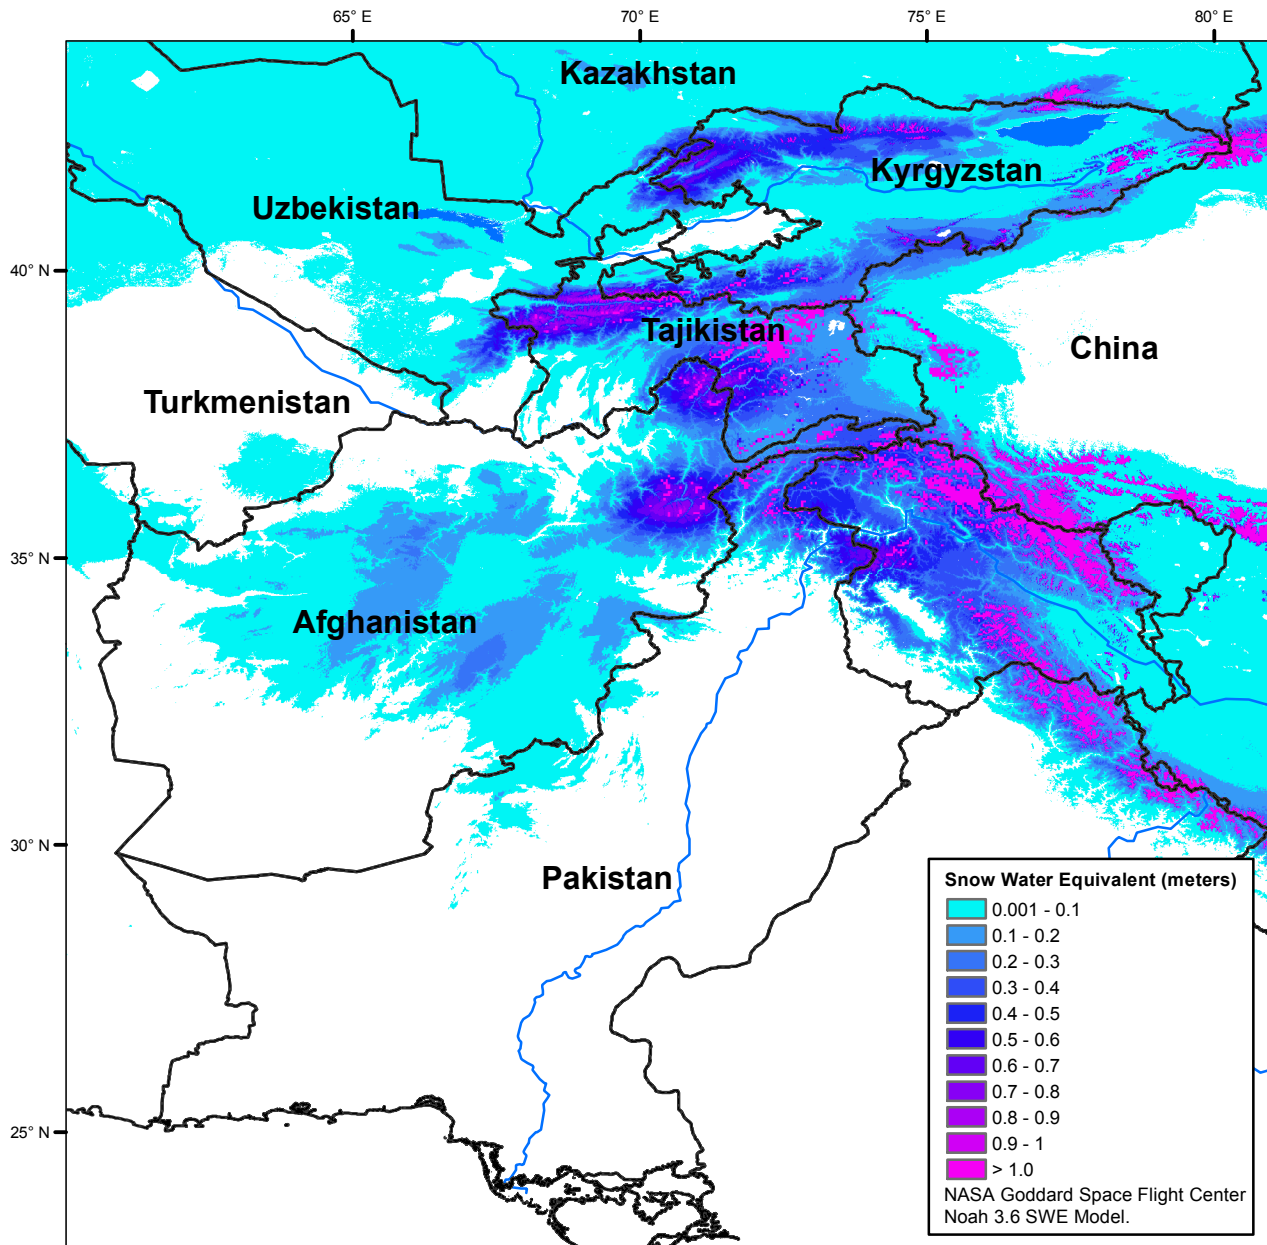 65° E
70° E
75° E
80° E
Kazakhstan
Kyrgyzstan
Uzbekistan
40° N
Tajikistan
China
Turkmenistan
35° N
Afghanistan
30° N
Pakistan
25° N
Snow Water Equivalent (meters)
0.001 - 0.1
0.1 - 0.2
0.2 - 0.3
0.3 - 0.4
0.4 - 0.5
0.5 - 0.6
0.6 - 0.7
0.7 - 0.8
0.8 - 0.9
0.9 - 1
> 1.0
NASA Goddard Space Flight Center
Noah 3.6 SWE Model.